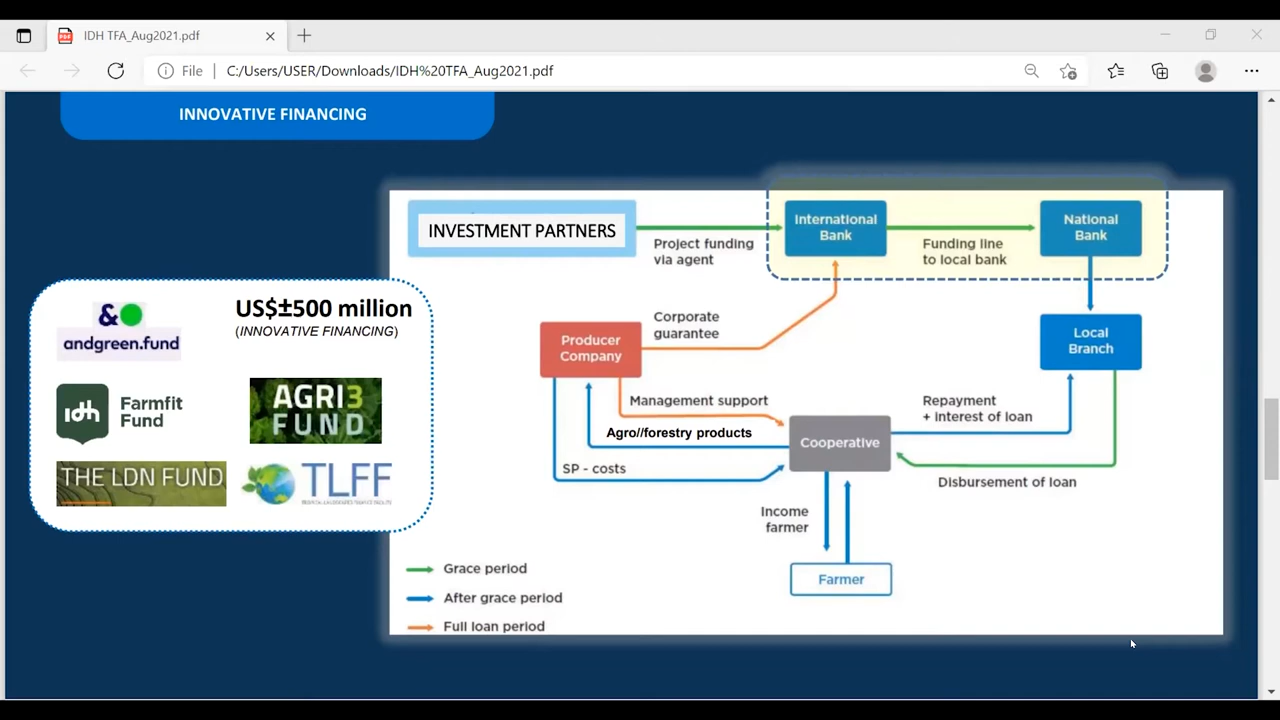 IDH TFA_Aug2021.pdf
File
C:/Users/USER/Downloads/IDH%20TFA_Aug2021.pdf
INNOVATIVE FINANCING
INVESTMENT PARTNERS
Project funding
via agent
International
Bank
Funding line
to local bank
National
Bank
&
andgreen.fund
US$±500 million
(INNOVATIVE FINANCING)
idh
Farmfit
Fund
AGRI3
FUND
THE LDN FUND
TLFF
Producer
Company
Corporate
guarantee
Local
Branch
Management support
Agro//forestry products
SP - costs
Cooperative
Repayment
+ interest of loan
Disbursement of loan
Income
farmer
Farmer
Grace period
After grace period
Full loan period